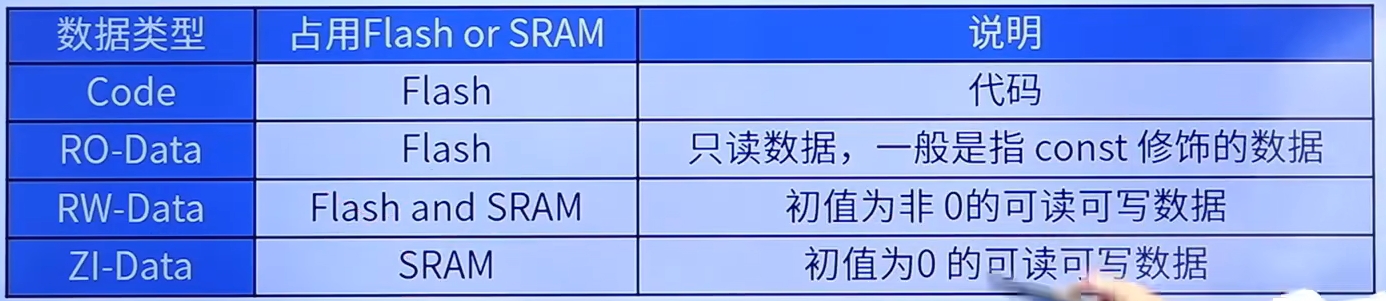 数据类型 占用Flash or SRAM 说明
Code Flash 代码
RO-Data Flash 只读数据，一般是指 const 修饰的数据
RW-Data Flash and SRAM 初值为非 0的可读可写数据
ZI-Data SRAM 初值为0 的可读可写数据